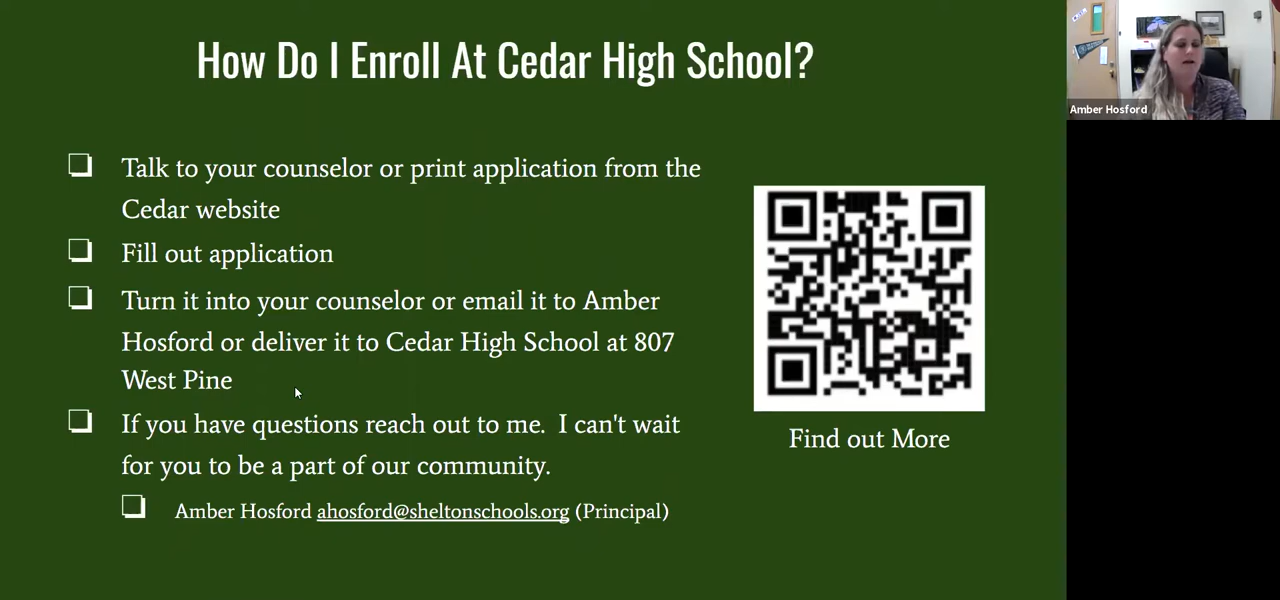 How Do I Enroll At Cedar High School?
Talk to your counselor or print application from the
Cedar website
Fill out application
Turn it into your counselor or email it to Amber
Hosford or deliver it to Cedar High School at 807
West Pine
If you have questions reach out to me.  I can't wait
for you to be a part of our community.
Amber Hosford ahosford@sheltonschools.org (Principal)
Find out More
Amber Hosford